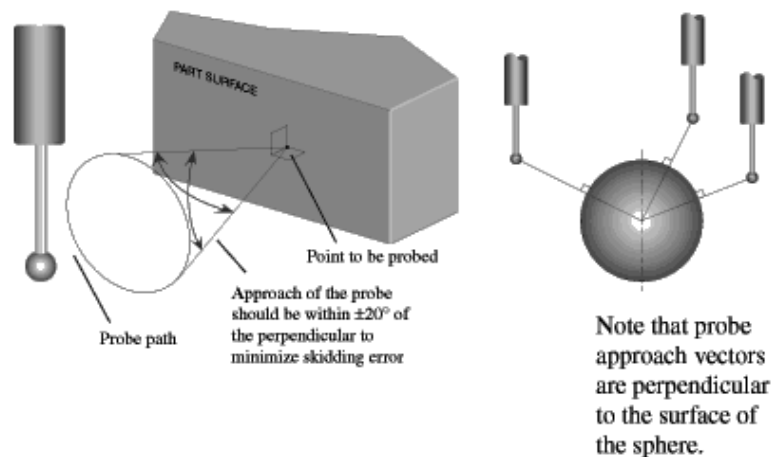 PART SURFACE
Point to be probed
Approach of the probe
should be within ±20° of
the perpendicular to
minimize skidding error
Probe path
Note that probe
approach vectors
are perpendicular
to the surface of
the sphere.